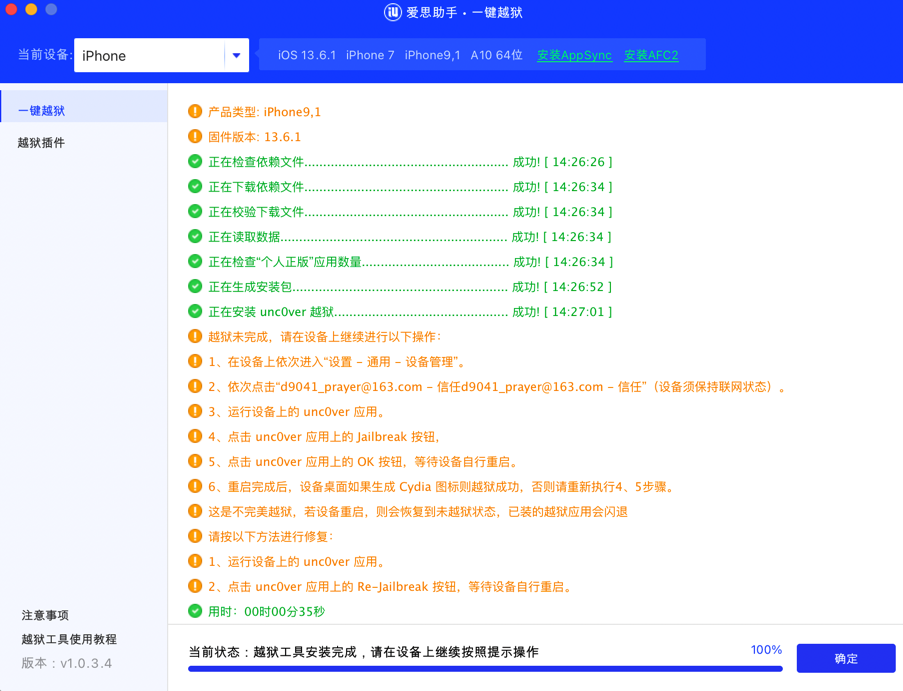 爱思助手 · 一键越狱
当前设备: iPhone iOS 13.6.1 iPhone 7 iPhone9,1 A10 64位 安装AppSync 安装AFC2
一键越狱
越狱插件
产品类型: iPhone9,1
固件版本: 13.6.1
正在检查依赖文件...................................................... 成功! [ 14:26:26 ]
正在下载依赖文件...................................................... 成功! [ 14:26:34 ]
正在校验下载文件...................................................... 成功! [ 14:26:34 ]
正在读取数据............................................................ 成功! [ 14:26:34 ]
正在检查“个人正版”应用数量....................................... 成功! [ 14:26:34 ]
正在生成安装包......................................................... 成功! [ 14:26:52 ]
正在安装 unc0ver 越狱.............................................. 成功! [ 14:27:01 ]
越狱未完成，请在设备上继续进行以下操作：
1、在设备上依次进入“设置 – 通用 – 设备管理”。
2、依次点击“d9041_prayer@163.com – 信任d9041_prayer@163.com – 信任”（设备须保持联网状态）。
3、运行设备上的 unc0ver 应用。
4、点击 unc0ver 应用上的 Jailbreak 按钮，
5、点击 unc0ver 应用上的 OK 按钮，等待设备自行重启。
6、重启完成后，设备桌面如果生成 Cydia 图标则越狱成功，否则请重新执行4、5步骤。
这是不完美越狱，若设备重启，则会恢复到未越狱状态，已装的越狱应用会闪退
请按以下方法进行修复：
1、运行设备上的 unc0ver 应用。
2、点击 unc0ver 应用上的 Re-Jailbreak 按钮，等待设备自行重启。
用时：00时00分35秒
注意事项
越狱工具使用教程
版本：v1.0.3.4
当前状态：越狱工具安装完成，请在设备上继续按照提示操作 100%
确定